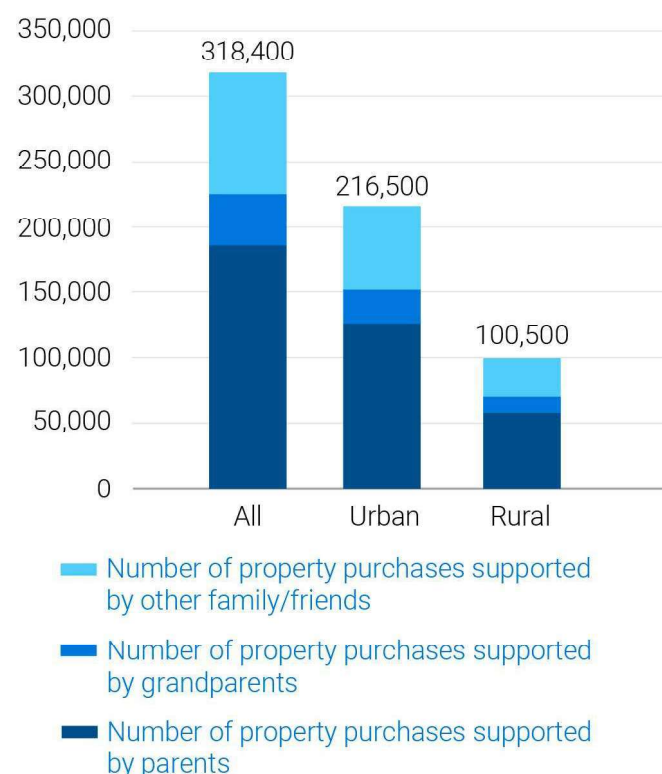 350,000
318,400
300,000
250,000
216,500
200,000
150,000
100,500
100,000
50,000
0
All Urban Rural
Number of property purchases supported
by other family/friends
Number of property purchases supported
by grandparents
Number of property purchases supported
by parents